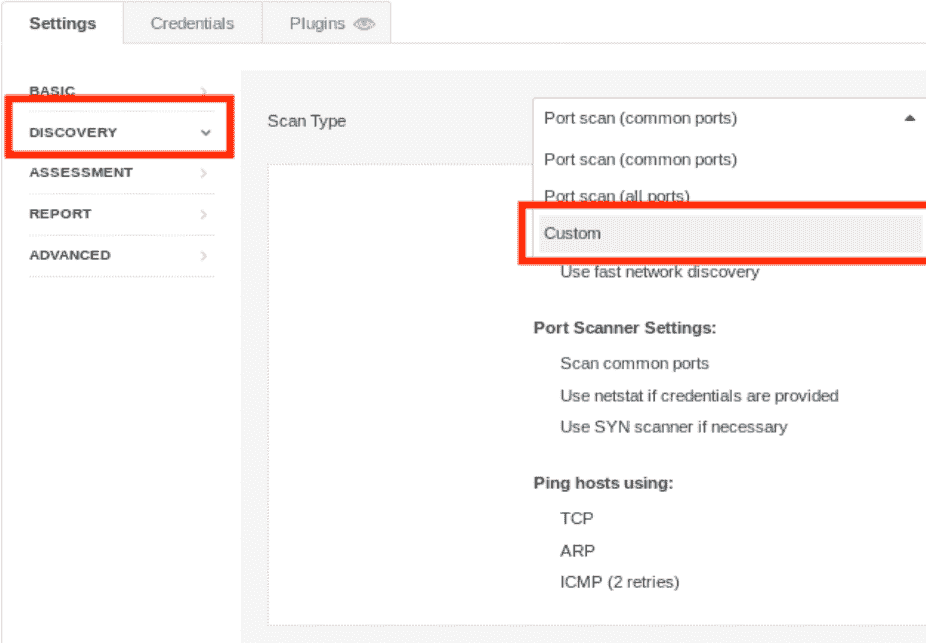 Settings Credentials Plugins
BASIC
DISCOVERY
ASSESSMENT
REPORT
ADVANCED
Scan Type
Port scan (common ports)
Port scan (common ports)
Port scan (all ports)
Custom
Use fast network discovery
Port Scanner Settings:
Scan common ports
Use netstat if credentials are provided
Use SYN scanner if necessary
Ping hosts using:
TCP
ARP
ICMP (2 retries)